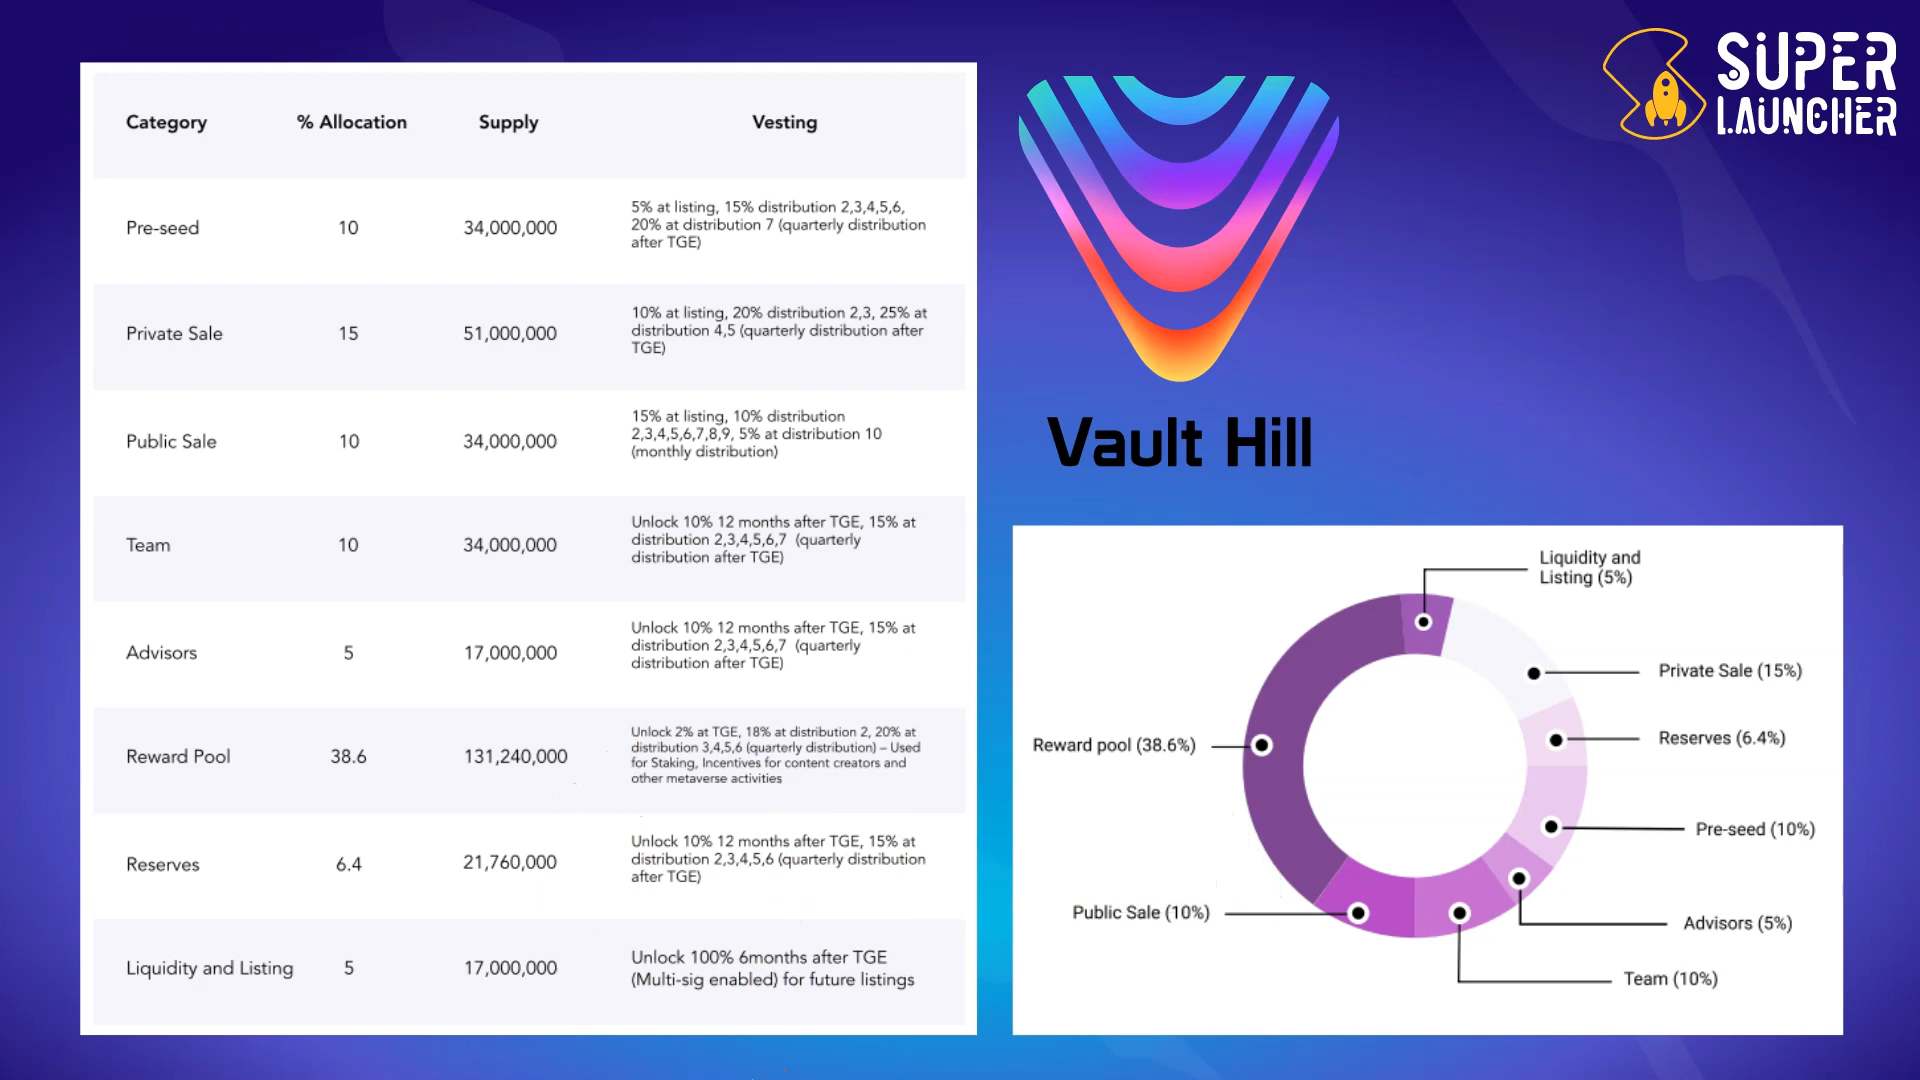 Category % Allocation Supply Vesting
Pre-seed 10 34,000,000
5% at listing, 15% distribution 2,3,4,5,6,
20% at distribution 7 (quarterly distribution
after TGE)
Private Sale 15 51,000,000
10% at listing, 20% distribution 2,3, 25% at
distribution 4,5 (quarterly distribution after
TGE)
Public Sale 10 34,000,000
15% at listing, 10% distribution
2,3,4,5,6,7,8,9, 5% at distribution 10
(monthly distribution)
Team 10 34,000,000
Unlock 10% 12 months after TGE, 15% at
distribution 2,3,4,5,6,7 (quarterly
distribution after TGE)
Advisors 5 17,000,000
Unlock 10% 12 months after TGE, 15% at
distribution 2,3,4,5,6,7 (quarterly
distribution after TGE)
Reward Pool 38.6 131,240,000
Unlock 2% at TGE, 18% at distribution 2, 20% at
distribution 3,4,5,6 (quarterly distribution) – Used
for Staking, Incentives for content creators and
other metaverse activities
Reserves 6.4 21,760,000
Unlock 10% 12 months after TGE, 15% at
distribution 2,3,4,5,6 (quarterly distribution
after TGE)
Liquidity and Listing 5 17,000,000
Unlock 100% 6months after TGE
(Multi-sig enabled) for future listings
Vault Hill
SUPER
LAUNCHER
Liquidity and
Listing (5%)
Private Sale (15%)
Reserves (6.4%)
Reward pool (38.6%)
Pre-seed (10%)
Public Sale (10%)
Advisors (5%)
Team (10%)